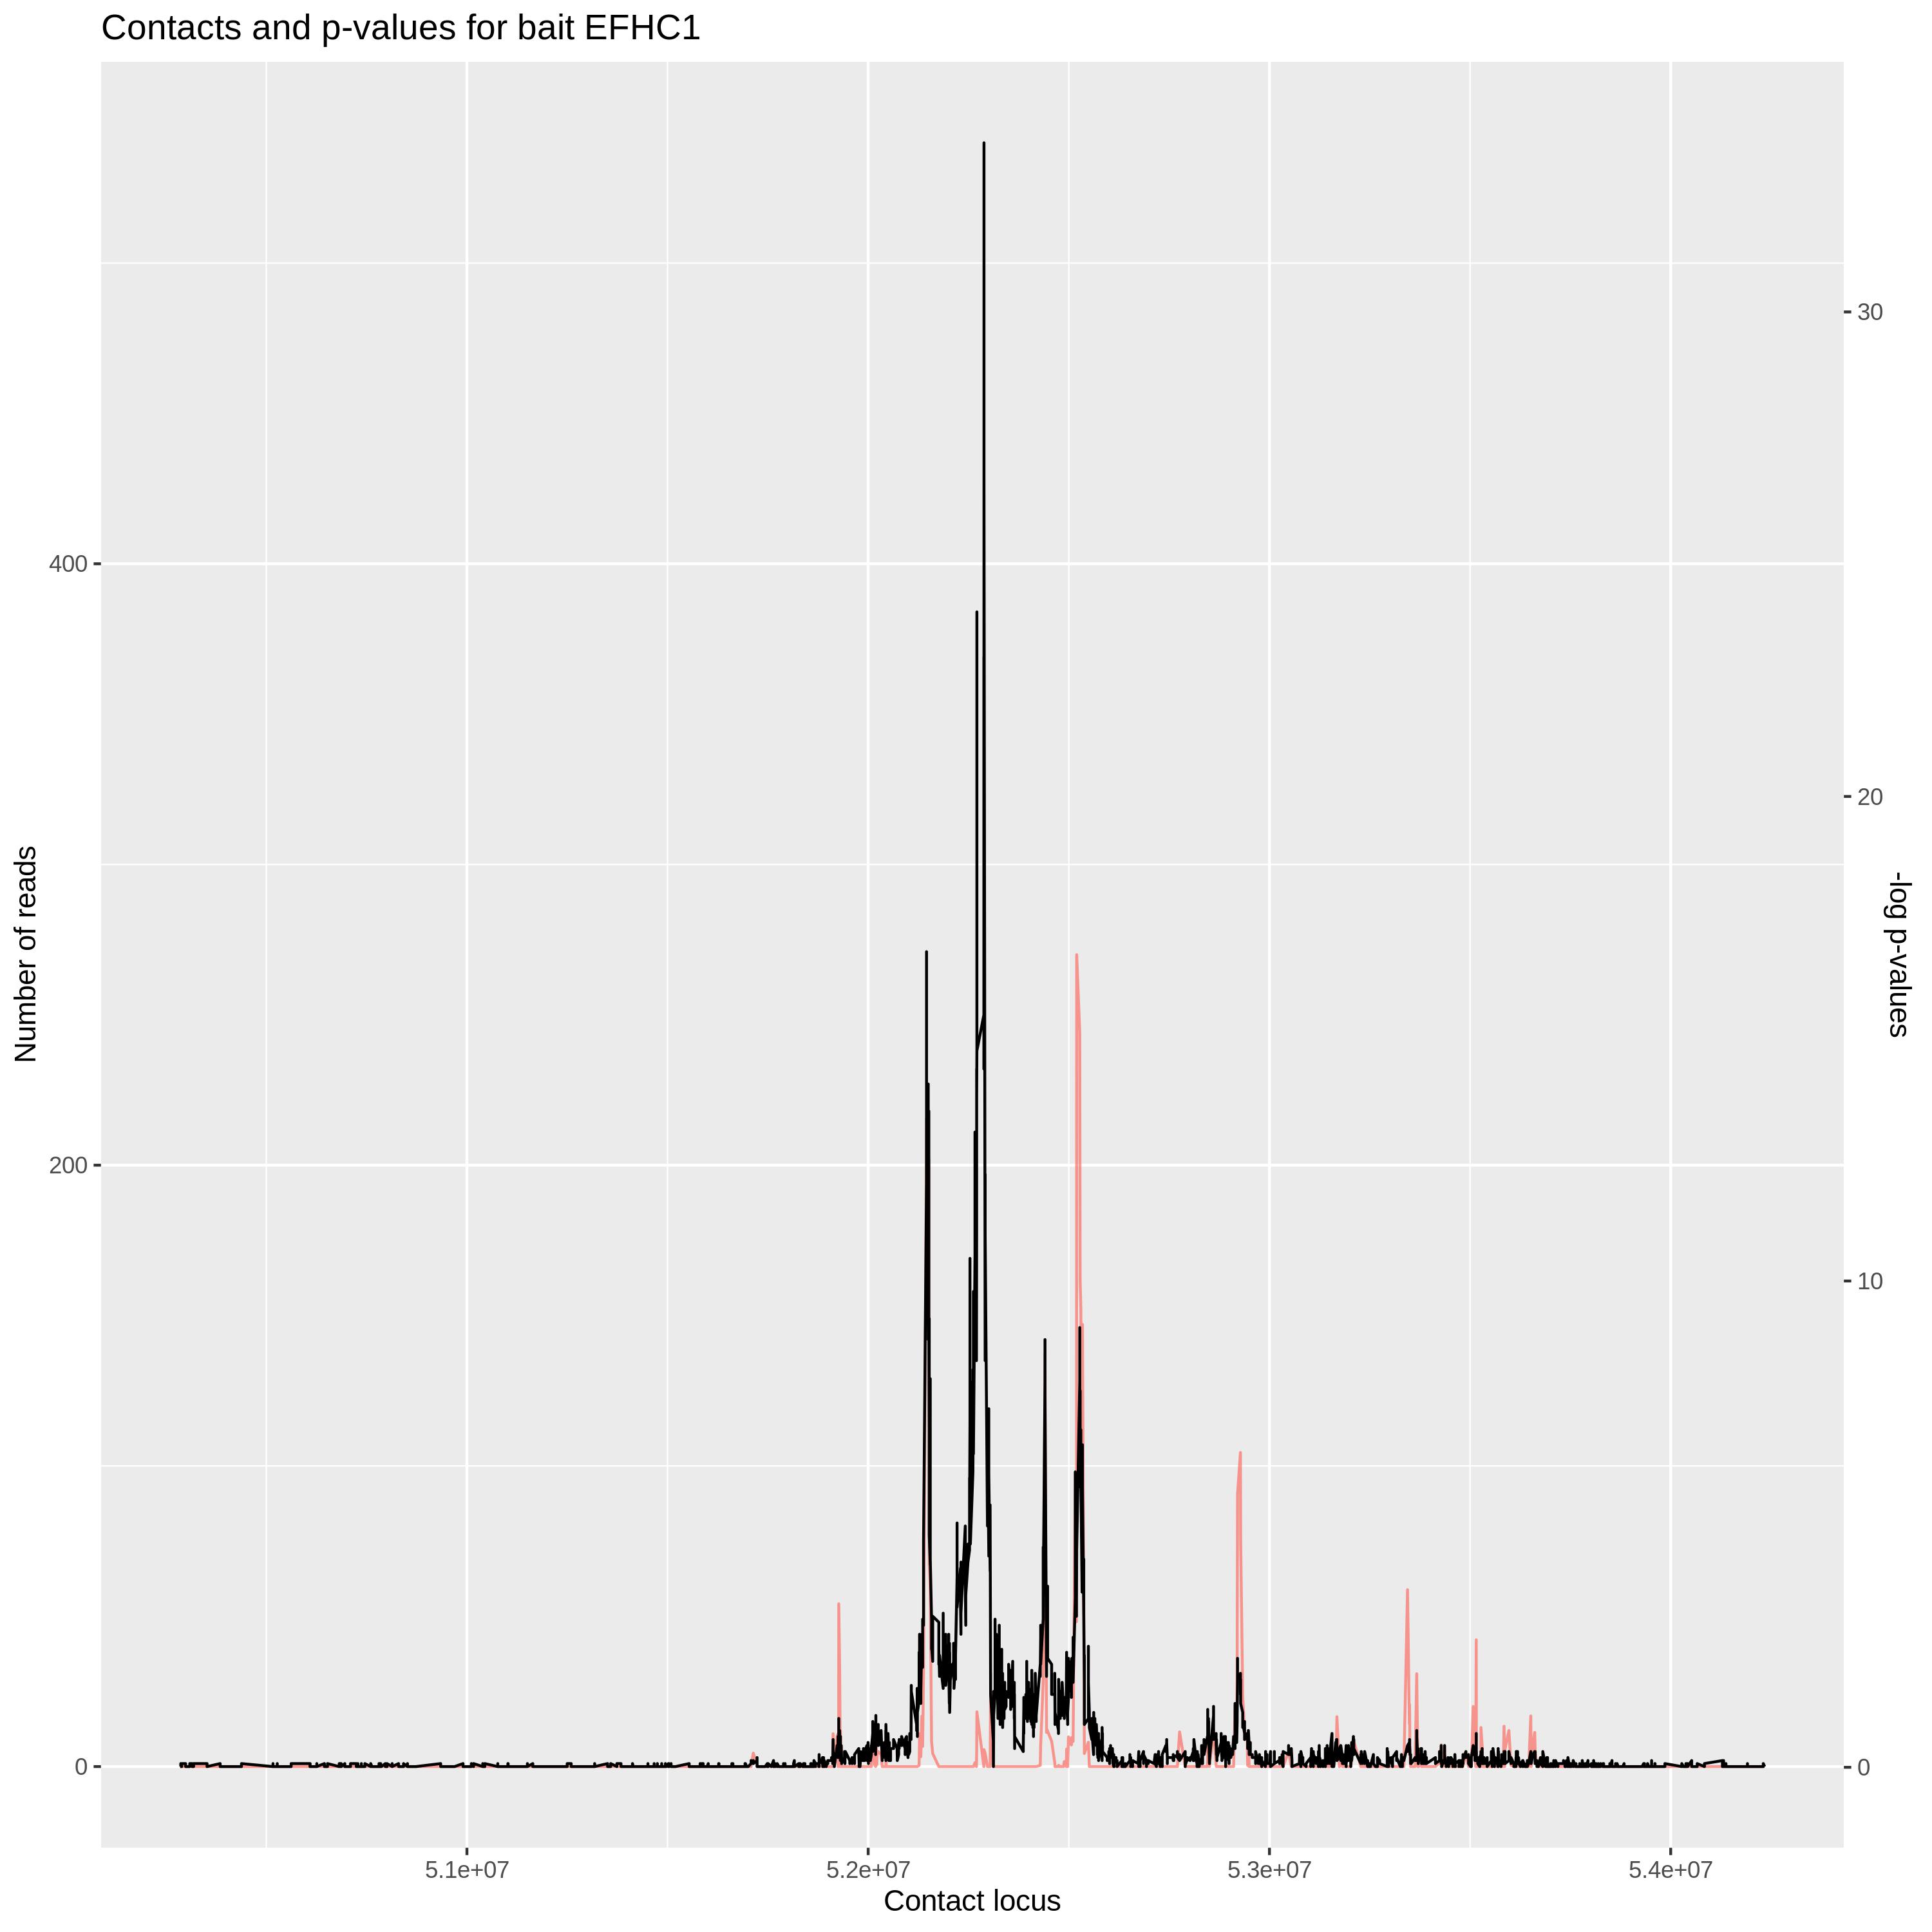 Contacts and p-values for bait EFHC1
Number of reads
400
200
0
30
20
10
0
-log p-values
5.1e+07
5.2e+07
5.3e+07
5.4e+07
Contact locus